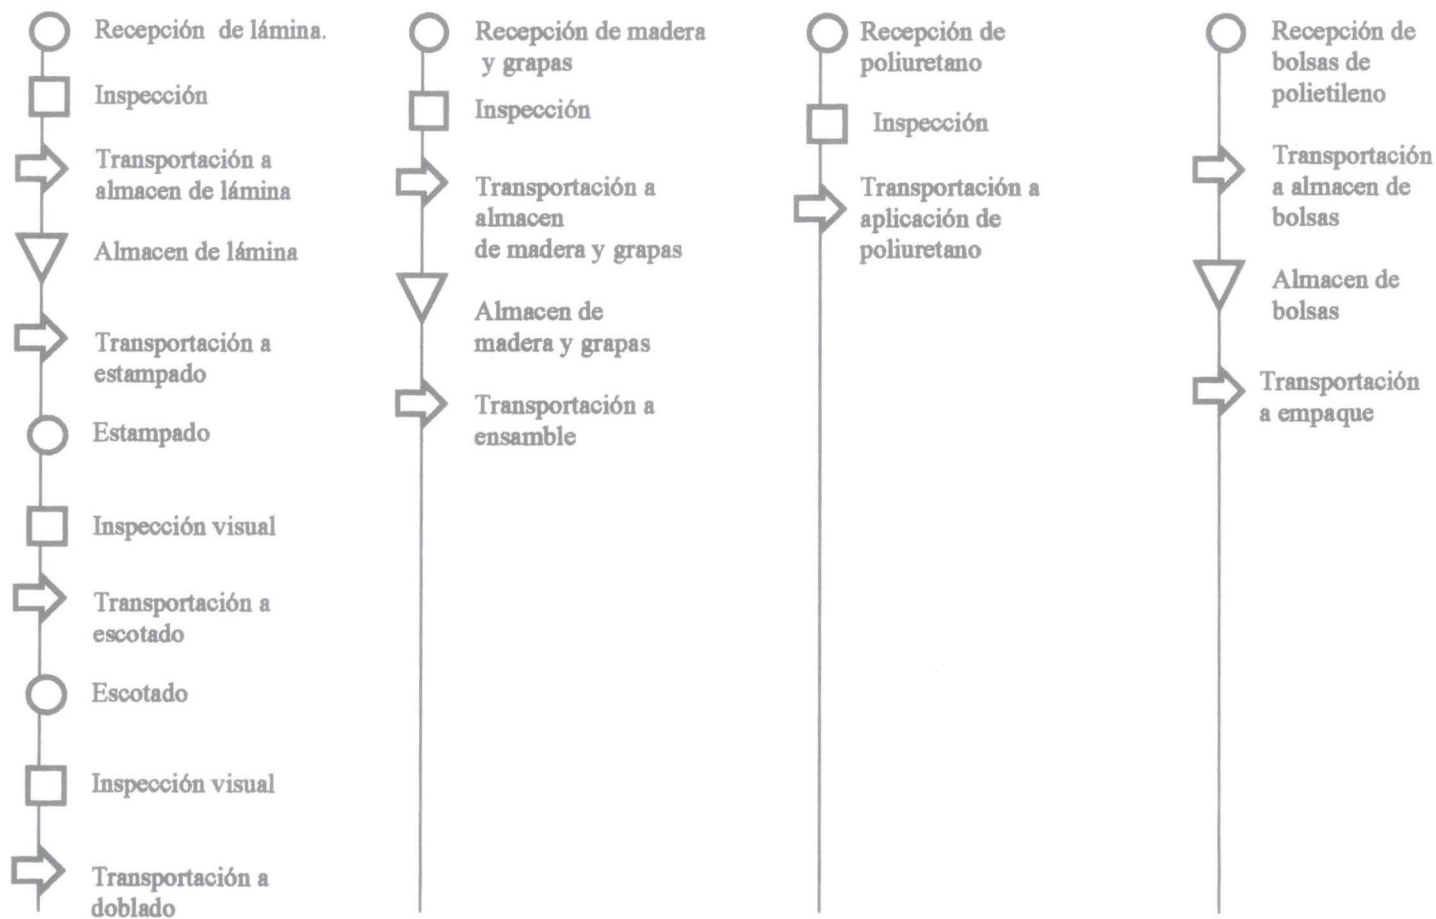 Recepción de lámina.
Inspección
Transportación a
almacen de lámina
Almacen de lámina
Transportación a
estampado
Estampado
Inspección visual
Transportación a
escotado
Escotado
Inspección visual
Transportación a
doblado
Recepción de madera
y grapas
Inspección
Transportación a
almacen
de madera y grapas
Almacen de
madera y grapas
Transportación a
ensamble
Recepción de
poliuretano
Inspección
Transportación a
aplicación de
poliuretano
Recepción de
bolsas de
polietileno
Transportación
a almacen de
bolsas
Almacen de
bolsas
Transportación
a empaque